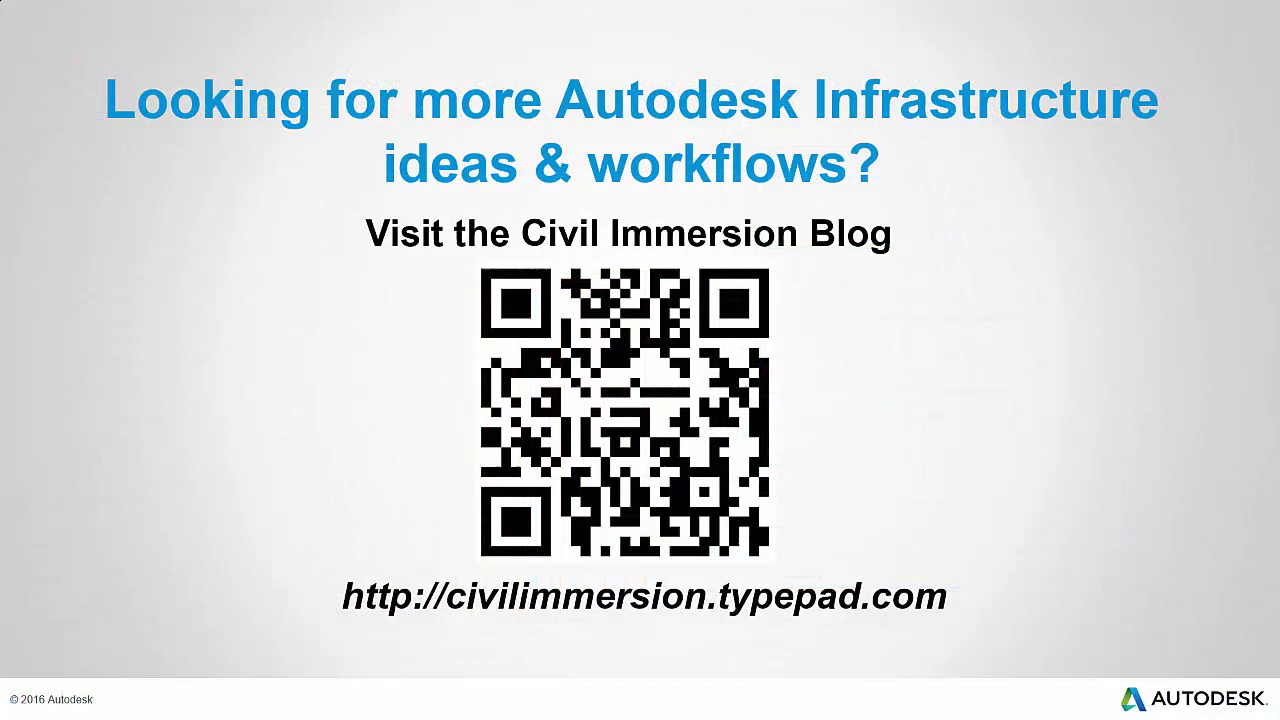 Looking for more Autodesk Infrastructure
ideas & workflows?
Visit the Civil Immersion Blog
http://civilimmersion.typepad.com
© 2016 Autodesk
AUTODESK.